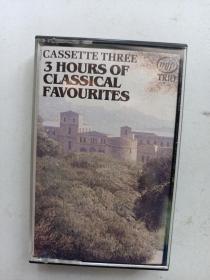 CASSETTE THREE
3 HOURS OF
CLASSICAL
FAVOURITES
mfp
TRIO